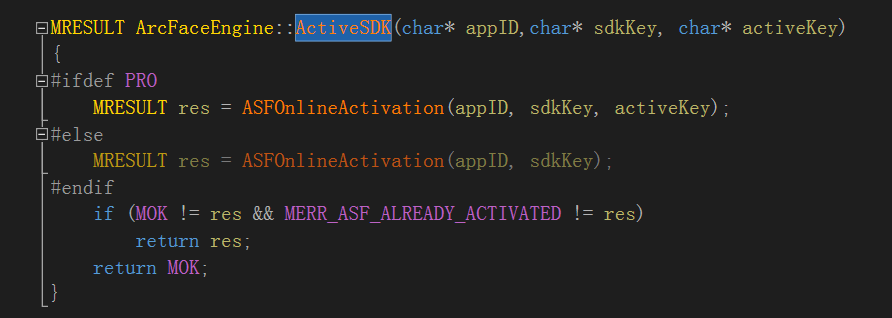 MRESULT ArcFaceEngine::ActiveSDK(char* appID,char* sdkKey, char* activeKey)
{
#ifdef PRO
    MRESULT res = ASFOnlineActivation(appID, sdkKey, activeKey);
#else
    MRESULT res = ASFOnlineActivation(appID, sdkKey);
#endif
    if (MOK != res && MERR_ASF_ALREADY_ACTIVATED != res)
        return res;
    return MOK;
}